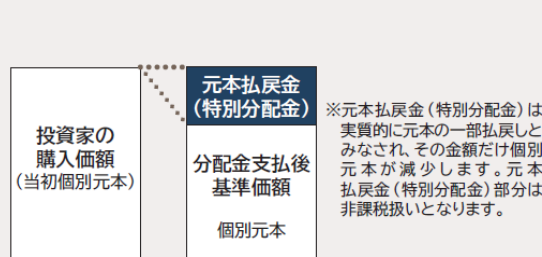 投資家の
購入価額
(当初個別元本)
元本払戻金
(特別分配金)
分配金支払後
基準価額
個別元本
※元本払戻金(特別分配金)は
実質的に元本の一部払戻しと
みなされ、その金額だけ個別
元本が減少します。元本
払戻金(特別分配金)部分は
非課税扱いとなります。